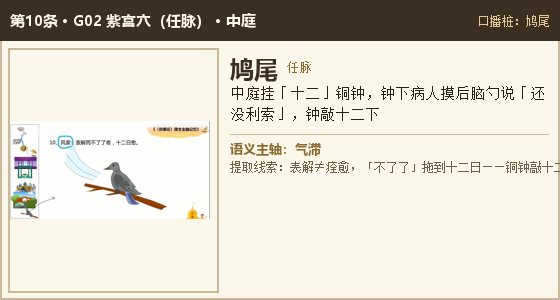 第10条·G02 紫宫六（任脉）·中庭
口播桩：鸠尾
鸠尾 任脉
中庭挂「十二」铜钟，钟下病人摸后脑勺说「还
没利索」，钟敲十二下
语义主轴：气滞
提取线索：表解≠痊愈，「不了了」拖到十二日——铜钟敲十二
10、风家，表解而不了了者，十二日愈。